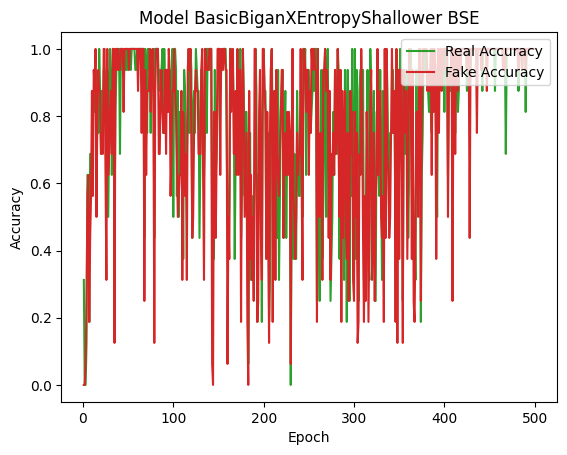 Model BasicBiganXEntropyShallower BSE
Real Accuracy
Fake Accuracy
1.0
0.8
0.6
0.4
0.2
0.0
Accuracy
0 100 200 300 400 500
Epoch